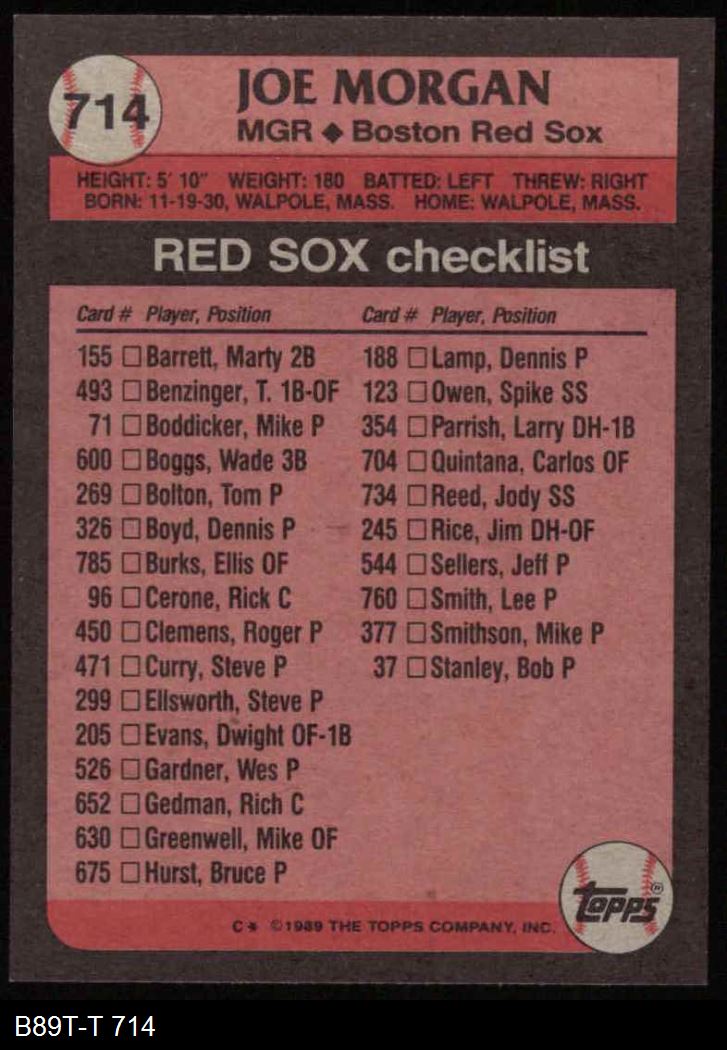 714
JOE MORGAN
MGR ◆ Boston Red Sox
HEIGHT: 5' 10" WEIGHT: 180 BATTED: LEFT THREW: RIGHT
BORN: 11-19-30, WALPOLE, MASS. HOME: WALPOLE, MASS.
RED SOX checklist
Card # Player, Position
155 □ Barrett, Marty 2B
493 □ Benzinger, T. 1B-OF
71 □ Boddicker, Mike P
600 □ Boggs, Wade 3B
269 □ Bolton, Tom P
326 □ Boyd, Dennis P
785 □ Burks, Ellis OF
96 □ Cerone, Rick C
450 □ Clemens, Roger P
471 □ Curry, Steve P
299 □ Ellsworth, Steve P
205 □ Evans, Dwight OF-1B
526 □ Gardner, Wes P
652 □ Gedman, Rich C
630 □ Greenwell, Mike OF
675 □ Hurst, Bruce P
Card # Player, Position
188 □ Lamp, Dennis P
123 □ Owen, Spike SS
354 □ Parrish, Larry DH-1B
704 □ Quintana, Carlos OF
734 □ Reed, Jody SS
245 □ Rice, Jim DH-OF
544 □ Sellers, Jeff P
760 □ Smith, Lee P
377 □ Smithson, Mike P
37 □ Stanley, Bob P
topps®
C* ©1989 THE TOPPS COMPANY, INC.
B89T-T 714